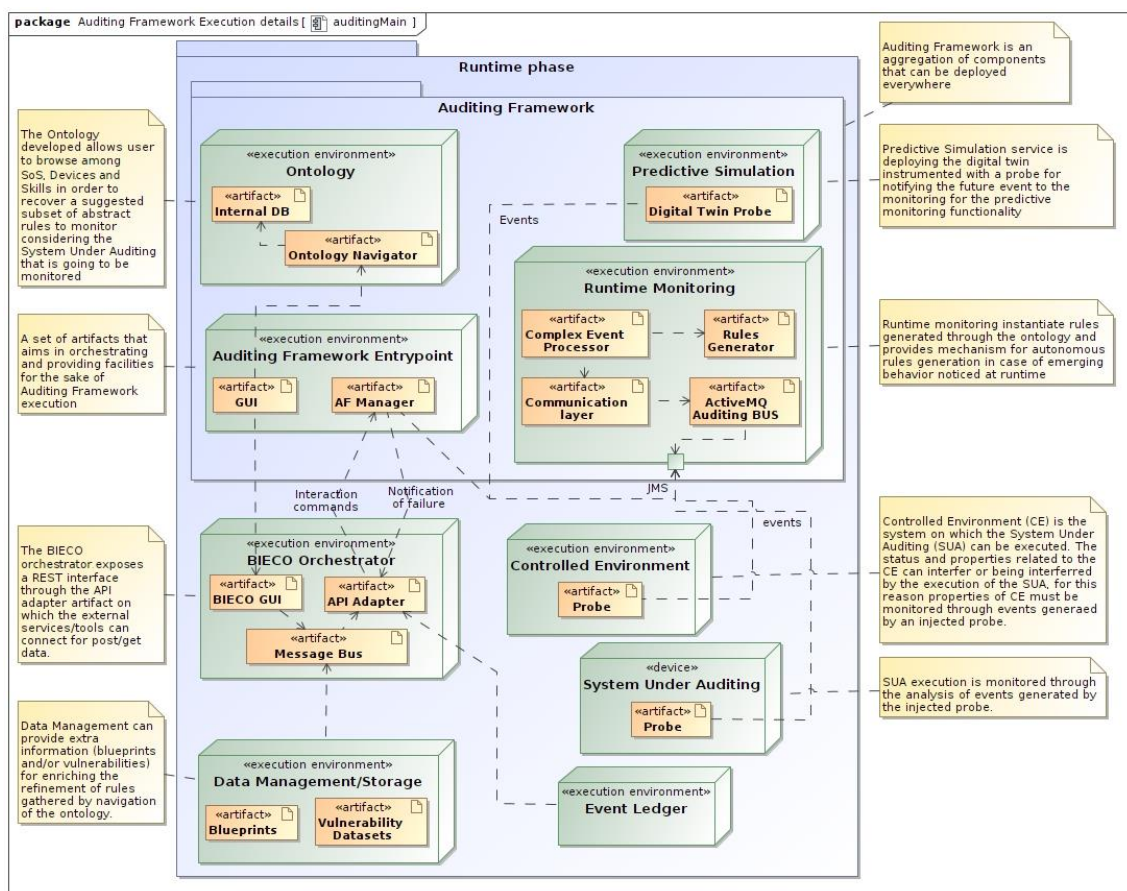 package Auditing Framework Execution details [ auditingMain ]
Runtime phase
Auditing Framework
Auditing Framework is an
aggregation of components
that can be deployed
everywhere
The Ontology
developed allows user
to browse among
SoS, Devices and
Skills in order to
recover a suggested
subset of abstract
rules to monitor
considering the
System Under Auditing
that is going to be
monitored
«execution environment»
Ontology
«artifact»
Internal DB
«artifact»
Ontology Navigator
«execution environment»
Predictive Simulation
«artifact»
Digital Twin Probe
Events
Predictive Simulation service is
deploying the digital twin
instrumented with a probe for
notifying the future event to the
monitoring for the predictive
monitoring functionality
«execution environment»
Runtime Monitoring
«artifact»
Complex Event
Processor
«artifact»
Rules
Generator
«artifact»
Communication
layer
«artifact»
ActiveMQ
Auditing BUS
Runtime monitoring instantiate rules
generated through the ontology and
provides mechanism for autonomous
rules generation in case of emerging
behavior noticed at runtime
A set of artifacts that
aims in orchestrating
and providing facilities
for the sake of
Auditing Framework
execution
«execution environment»
Auditing Framework Entrypoint
«artifact»
GUI
«artifact»
AF Manager
Interaction
commands
Notification
of failure
JMS
events
The BIECO
orchestrator exposes
a REST interface
through the API
adapter artifact on
which the external
services/tools can
connect for post/get
data.
«execution environment»
BIECO Orchestrator
«artifact»
BIECO GUI
«artifact»
API Adapter
«artifact»
Message Bus
«execution environment»
Controlled Environment
«artifact»
Probe
Controlled Environment (CE) is the
system on which the System Under
Auditing (SUA) can be executed. The
status and properties related to the
CE can interfer or being interferred
by the execution of the SUA, for this
reason properties of CE must be
monitored through events generaed
by an injected probe.
«device»
System Under Auditing
«artifact»
Probe
SUA execution is monitored through
the analysis of events generated by
the injected probe.
Data Management can
provide extra
information (blueprints
and/or vulnerabilities)
for enriching the
refinement of rules
gathered by navigation
of the ontology.
«execution environment»
Data Management/Storage
«artifact»
Blueprints
«artifact»
Vulnerability
Datasets
«execution environment»
Event Ledger